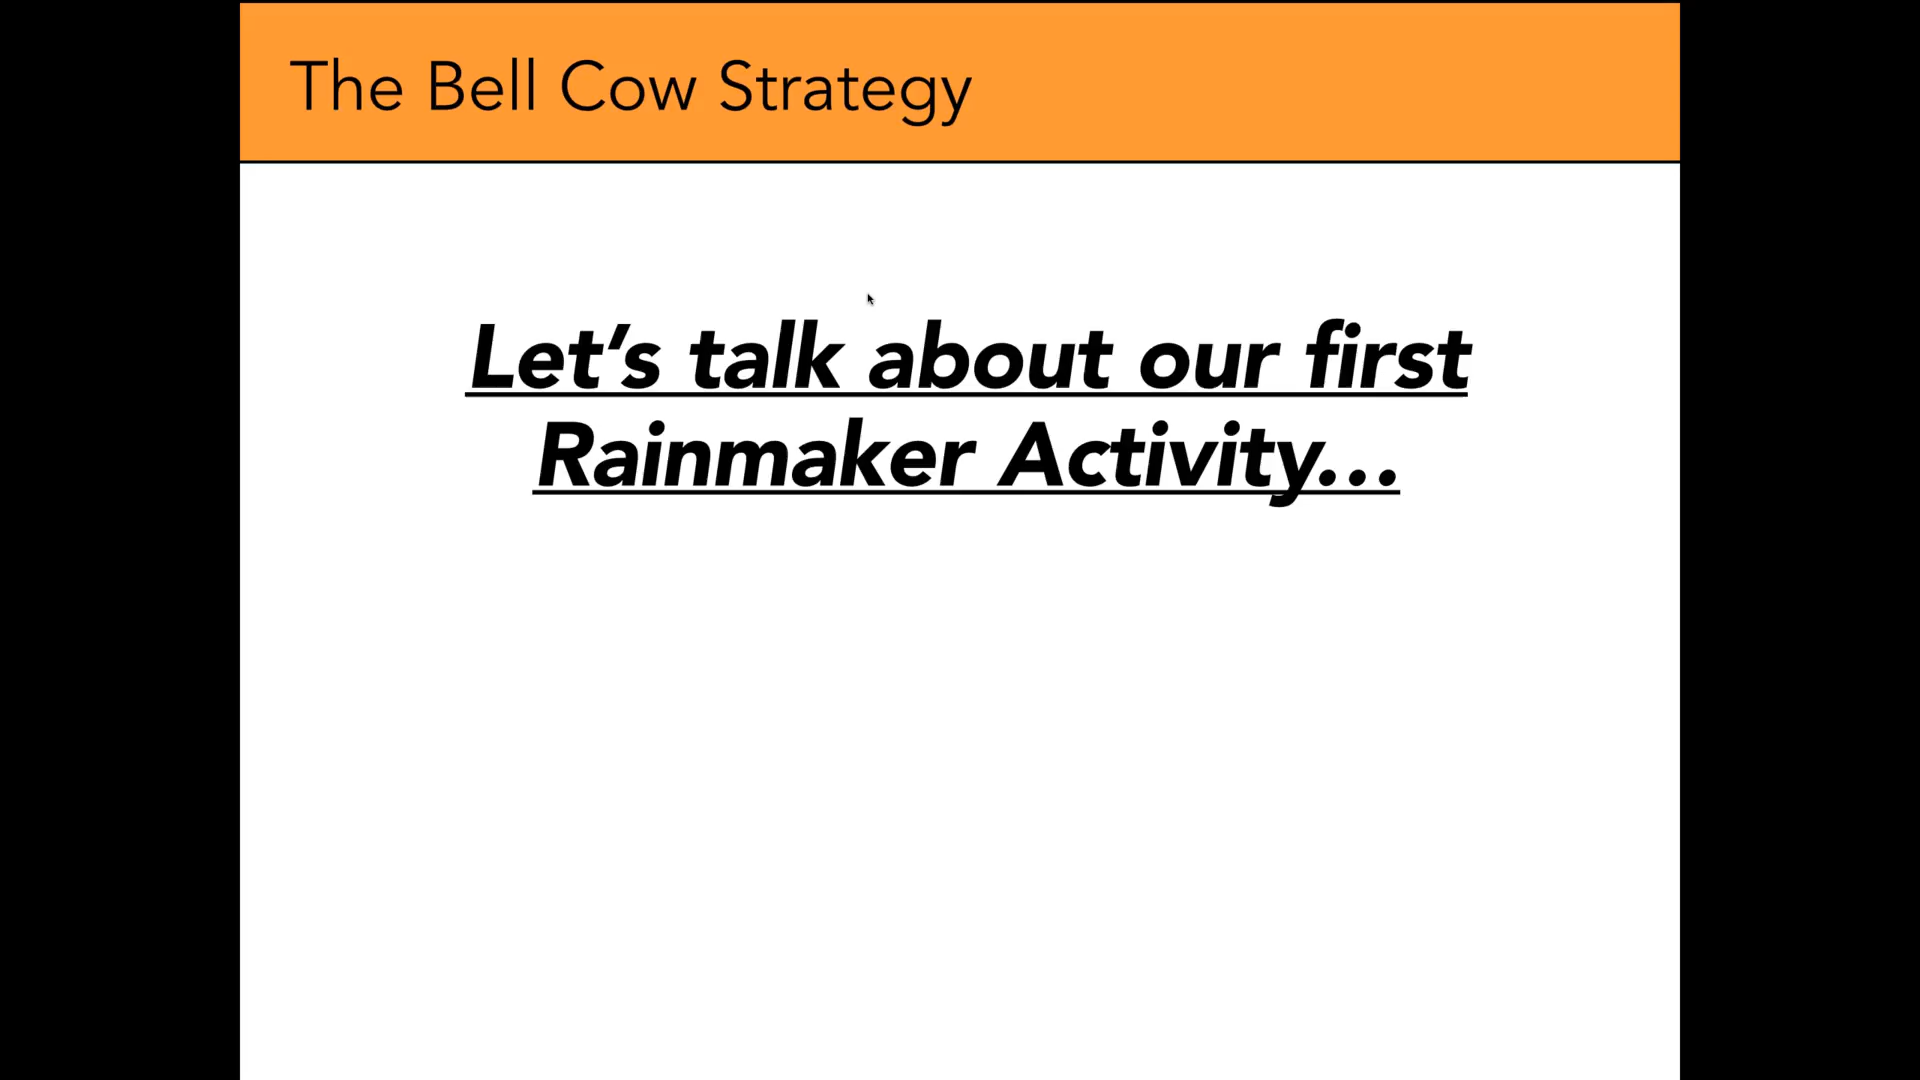 The Bell Cow Strategy
Let’s talk about our first
Rainmaker Activity…